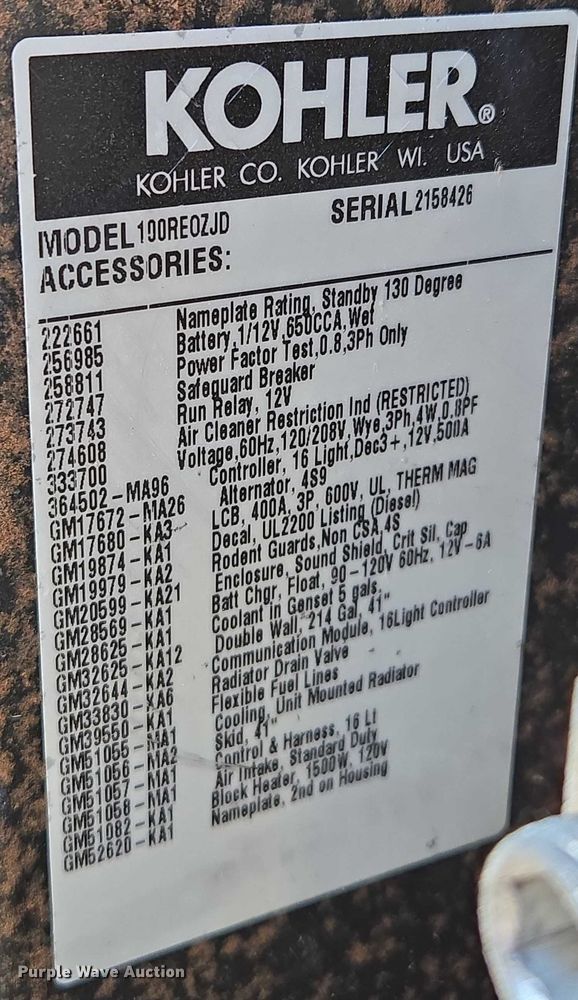 KOHLER®
KOHLER CO. KOHLER WI. USA
MODEL 100REOZJD SERIAL 2158426
ACCESSORIES:
222661 Nameplate Rating, Standby 130 Degree
256985 Battery,1/12V,650CCA,Wet
258811 Power Factor Test,0.8,3Ph Only
272747 Safeguard Breaker
273743 Run Relay, 12V
274608 Air Cleaner Restriction Ind (RESTRICTED)
333700 Voltage,60Hz,120/208V,Wye,3Ph,4W,0.8PF
364502-MA96 Controller, 16 Light,Dec3+,12V,500A
GM17672-MA26 Alternator, 4S9
GM17680-KA3 LCB, 400A, 3P, 600V, UL, THERM MAG
GM19874-KA1 Decal, UL2200 Listing (Diesel)
GM19979-KA2 Rodent Guards,Non CSA,4S
GM20599-KA21 Enclosure, Sound Shield, Crit Sil, Cap
GM28569-KA1 Batt Chgr, Float, 90-120V 60Hz, 12V-6A
GM28625-KA1 Coolant in Genset 5 gals,
GM32625-KA12 Double Wall, 214 Gal, 41"
GM32644-KA2 Communication Module, 16Light Controller
GM33830-KA6 Radiator Drain Valve
GM39550-KA1 Flexible Fuel Lines
GM51055-MA1 Cooling, Unit Mounted Radiator
GM51056-MA2 Skid, 41"
GM51057-MA1 Control & Harness, 16 Lt
GM51058-MA1 Air Intake, Standard Duty
GM51082-KA1 Block Heater, 1500W, 120V
GM52620-KA1 Nameplate, 2nd on Housing
Purple Wave Auction